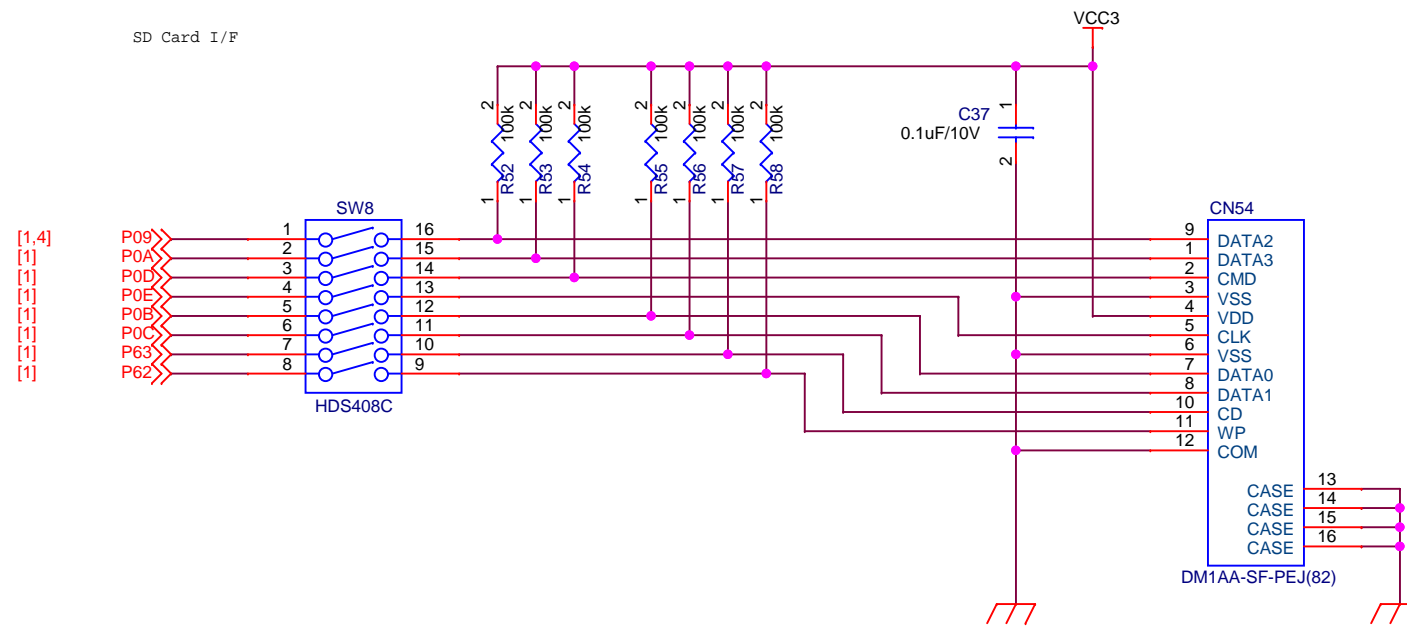 VCC3
SD Card I/F
2 100k R52 1
2 100k R53 1
2 100k R54 1
2 100k R55 1
2 100k R56 1
2 100k R57 1
2 100k R58 1
1
C37
0.1uF/10V
2
SW8
CN54
[1,4] P09 1 16 9 DATA2
[1] P0A 2 15 1 DATA3
[1] P0D 3 14 2 CMD
[1] P0E 4 13 3 VSS
[1] P0B 5 12 4 VDD
[1] P0C 6 11 5 CLK
[1] P63 7 10 6 VSS
[1] P62 8 9 7 DATA0
8 DATA1
HDS408C
10 CD
11 WP
12 COM
CASE 13
CASE 14
CASE 15
CASE 16
DM1AA-SF-PEJ(82)